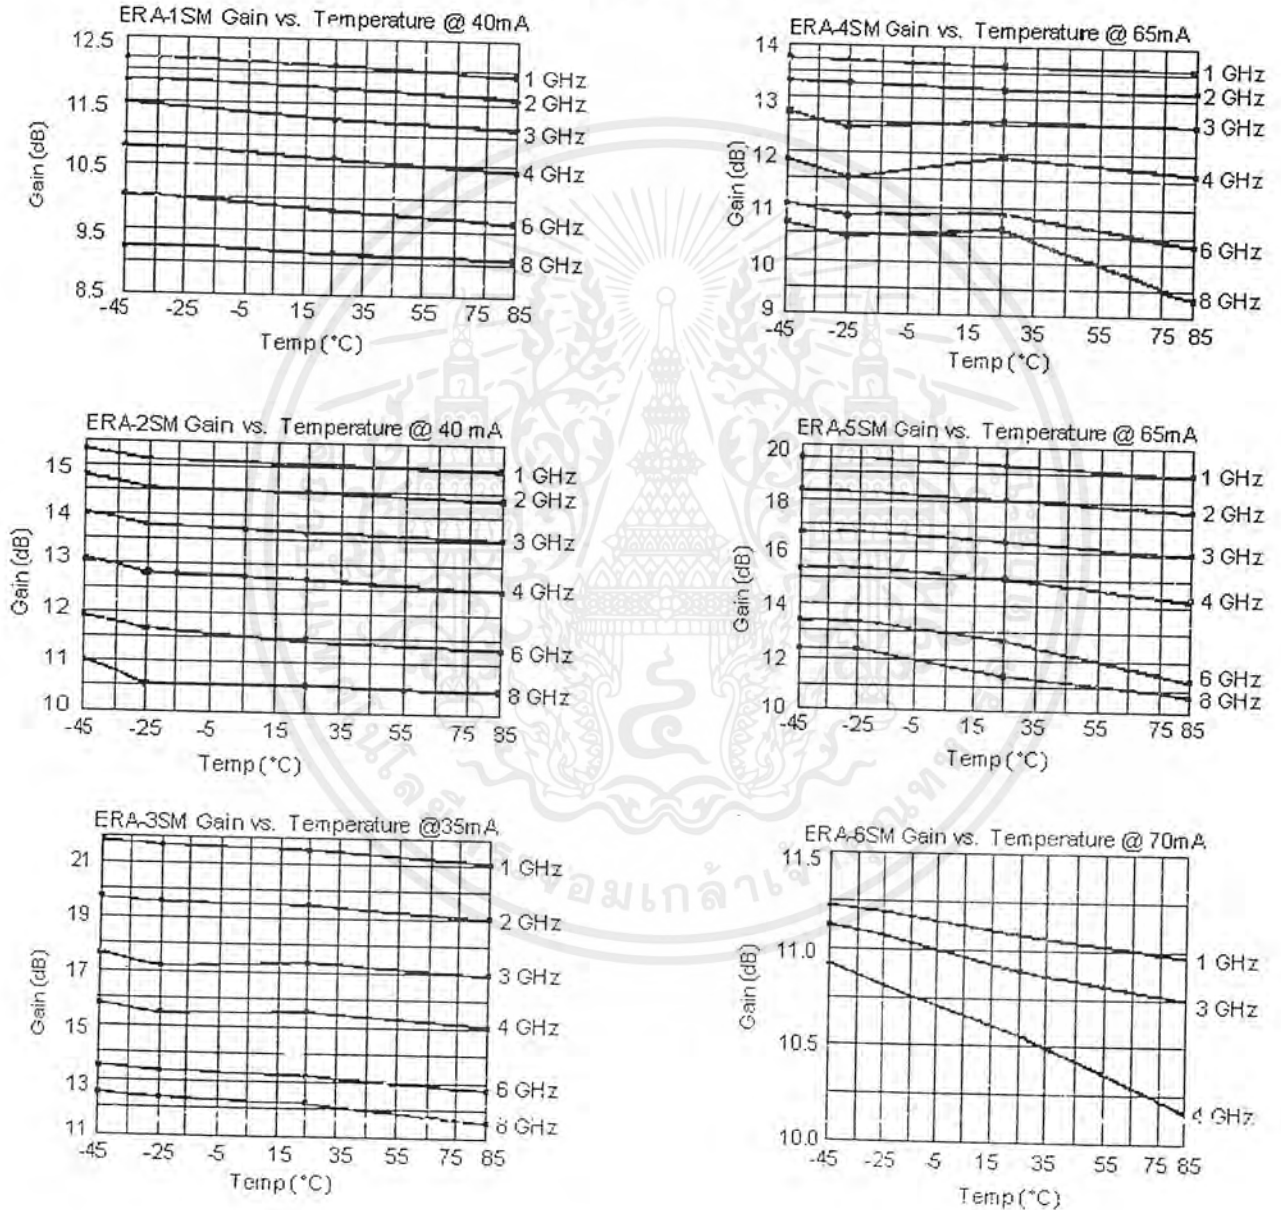 ERA-1SM Gain vs. Temperature @ 40mA
12.5
11.5
10.5
9.5
8.5
Gain (dB)
1 GHz
2 GHz
3 GHz
4 GHz
6 GHz
8 GHz
-45 -25 -5 15 35 55 75 85
Temp (°C)
ERA-4SM Gain vs. Temperature @ 65mA
14
13
12
11
10
9
Gain (dB)
1 GHz
2 GHz
3 GHz
4 GHz
6 GHz
8 GHz
-45 -25 -5 15 35 55 75 85
Temp (°C)
ERA-2SM Gain vs. Temperature @ 40 mA
15
14
13
12
11
10
Gain (dB)
1 GHz
2 GHz
3 GHz
4 GHz
6 GHz
8 GHz
-45 -25 -5 15 35 55 75 85
Temp (°C)
ERA-5SM Gain vs. Temperature @ 65mA
20
18
16
14
12
10
Gain (dB)
1 GHz
2 GHz
3 GHz
4 GHz
6 GHz
8 GHz
-45 -25 -5 15 35 55 75 85
Temp (°C)
ERA-3SM Gain vs. Temperature @35mA
21
19
17
15
13
11
Gain (dB)
1 GHz
2 GHz
3 GHz
4 GHz
6 GHz
8 GHz
-45 -25 -5 15 35 55 75 85
Temp (°C)
ERA-6SM Gain vs. Temperature @ 70mA
11.5
11.0
10.5
10.0
Gain (dB)
1 GHz
3 GHz
4 GHz
-45 -25 -5 15 35 55 75 85
Temp (°C)